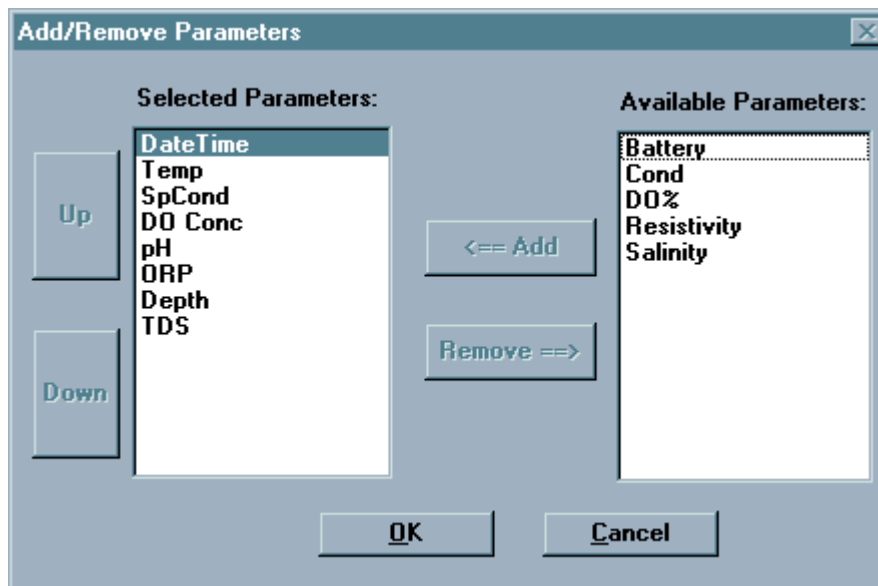 Add/Remove Parameters
Selected Parameters:
DateTime
Temp
SpCond
DO Conc
pH
ORP
Depth
TDS
Up
Down
<== Add
Remove ==>
Available Parameters:
Battery
Cond
DO%
Resistivity
Salinity
OK
Cancel